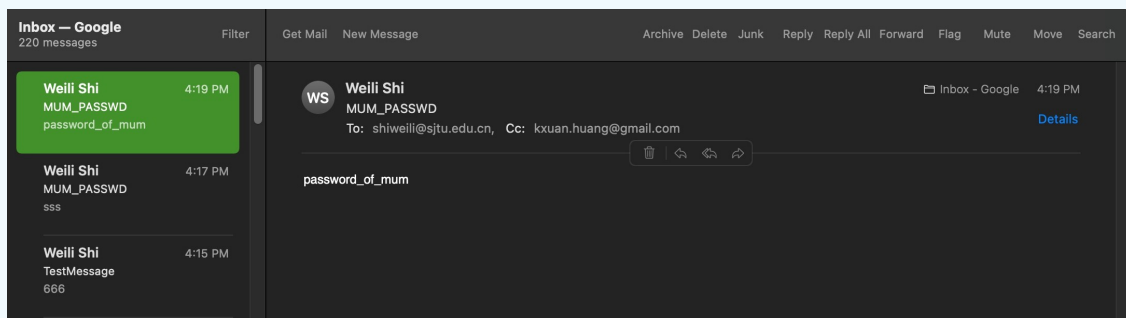 Inbox — Google
220 messages
Filter
Get Mail New Message
Archive Delete Junk Reply Reply All Forward Flag Mute Move Search
Weili Shi 4:19 PM
MUM_PASSWD
password_of_mum
Weili Shi 4:17 PM
MUM_PASSWD
sss
Weili Shi 4:15 PM
TestMessage
666
WS
Weili Shi
Inbox - Google 4:19 PM
MUM_PASSWD
Details
To: shiweili@sjtu.edu.cn, Cc: kxuan.huang@gmail.com
password_of_mum